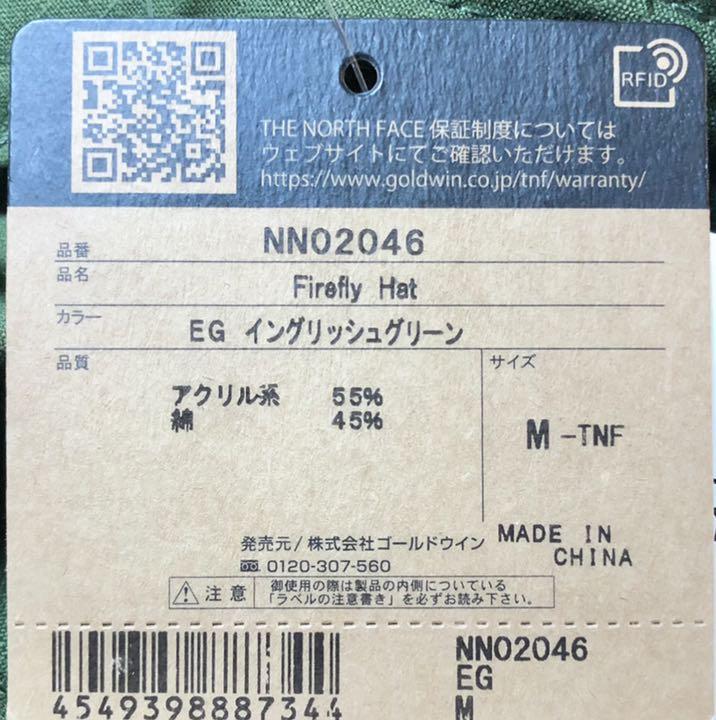 RFID
THE NORTH FACE 保証制度については
ウェブサイトにてご確認いただけます。
https://www.goldwin.co.jp/tnf/warranty/
品番 NN02046
品名 Firefly Hat
カラー EG イングリッシュグリーン
品質
サイズ
アクリル系 55%
綿 45%
M -TNF
発売元/株式会社ゴールドウイン
0120-307-560
MADE IN
CHINA
注意
御使用の際は製品の内側についている
「ラベルの注意書き」を必ずお読み下さい。
NN02046
EG
M
4549398887344